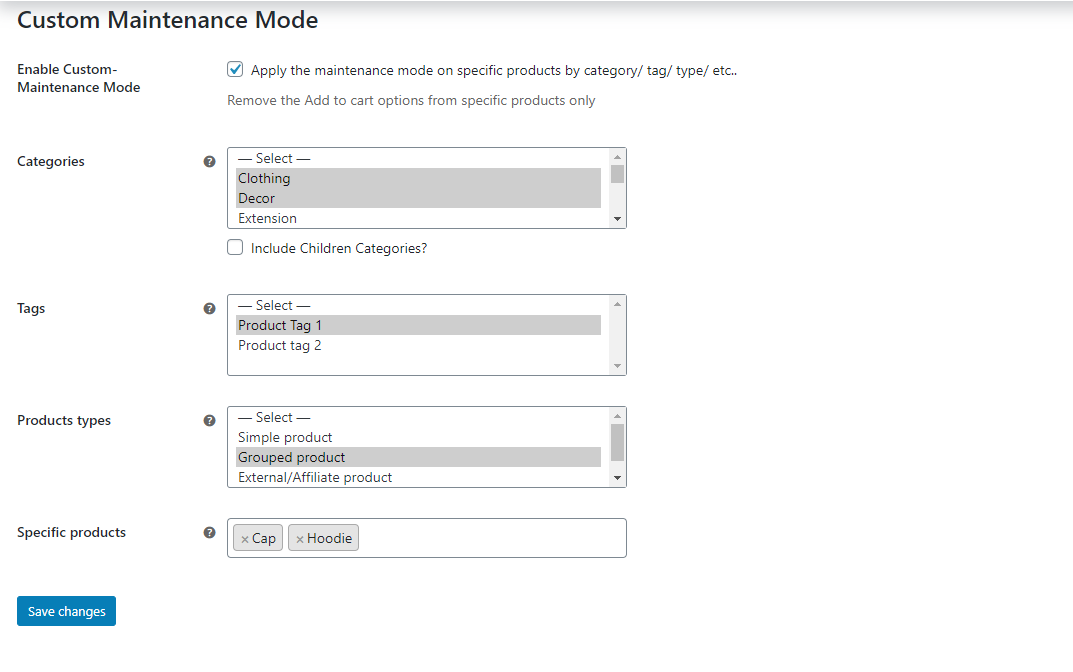 Custom Maintenance Mode
Enable Custom-
Maintenance Mode
Apply the maintenance mode on specific products by category/ tag/ type/ etc..
Remove the Add to cart options from specific products only
Categories
— Select —
Clothing
Decor
Extension
Include Children Categories?
Tags
— Select —
Product Tag 1
Product tag 2
Products types
— Select —
Simple product
Grouped product
External/Affiliate product
Specific products
× Cap × Hoodie
Save changes